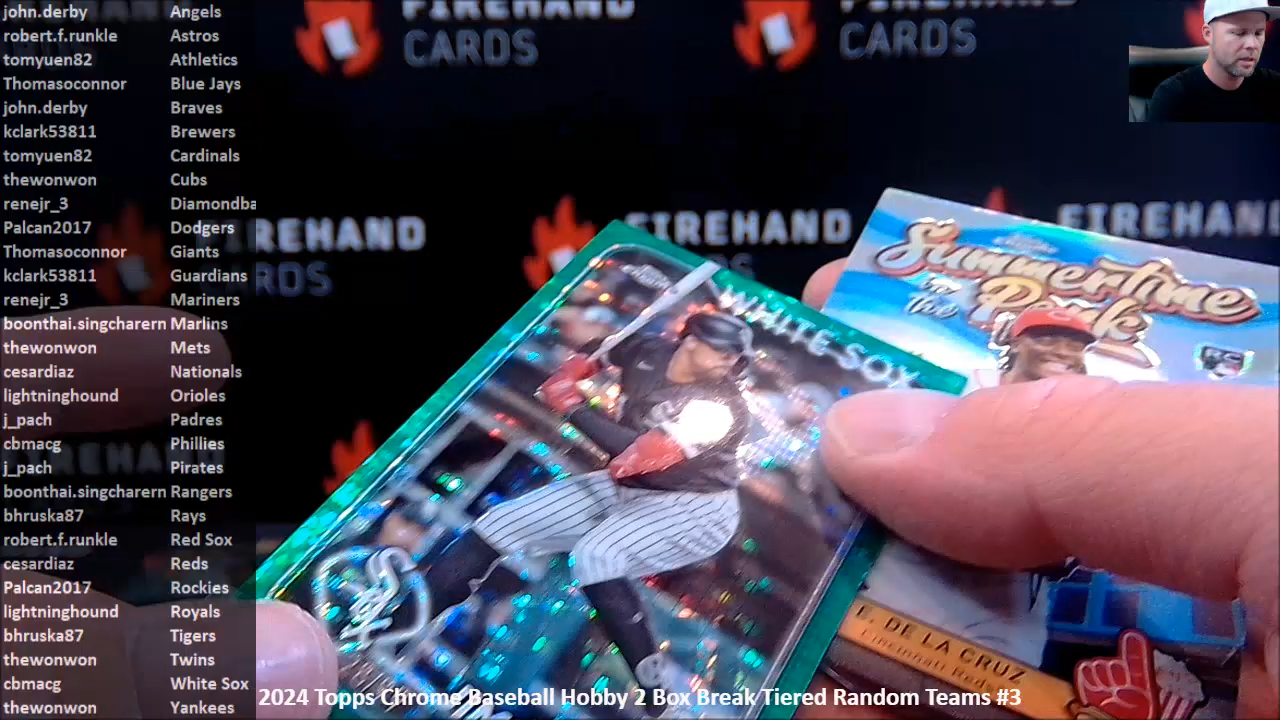 john.derby Angels
robert.f.runkle Astros
tomyuen82 Athletics
Thomasoconnor Blue Jays
john.derby Braves
kclark53811 Brewers
tomyuen82 Cardinals
thewonwon Cubs
renejr_3 Diamondba
Palcan2017 Dodgers
Thomasoconnor Giants
kclark53811 Guardians
renejr_3 Mariners
boonthai.singcharern Marlins
thewonwon Mets
cesardiaz Nationals
lightninghound Orioles
j_pach Padres
cbmacg Phillies
j_pach Pirates
boonthai.singcharern Rangers
bhruska87 Rays
robert.f.runkle Red Sox
cesardiaz Reds
Palcan2017 Rockies
lightninghound Royals
bhruska87 Tigers
thewonwon Twins
cbmacg White Sox
thewonwon Yankees
FIREHAND
CARDS
CARDS
FIREHAND
FIREHAND
FIREHAND
WHITE SOX
Summertime
in the
Park
RC
E. DE LA CRUZ
Cincinnati Reds
2024 Topps Chrome Baseball Hobby 2 Box Break Tiered Random Teams #3